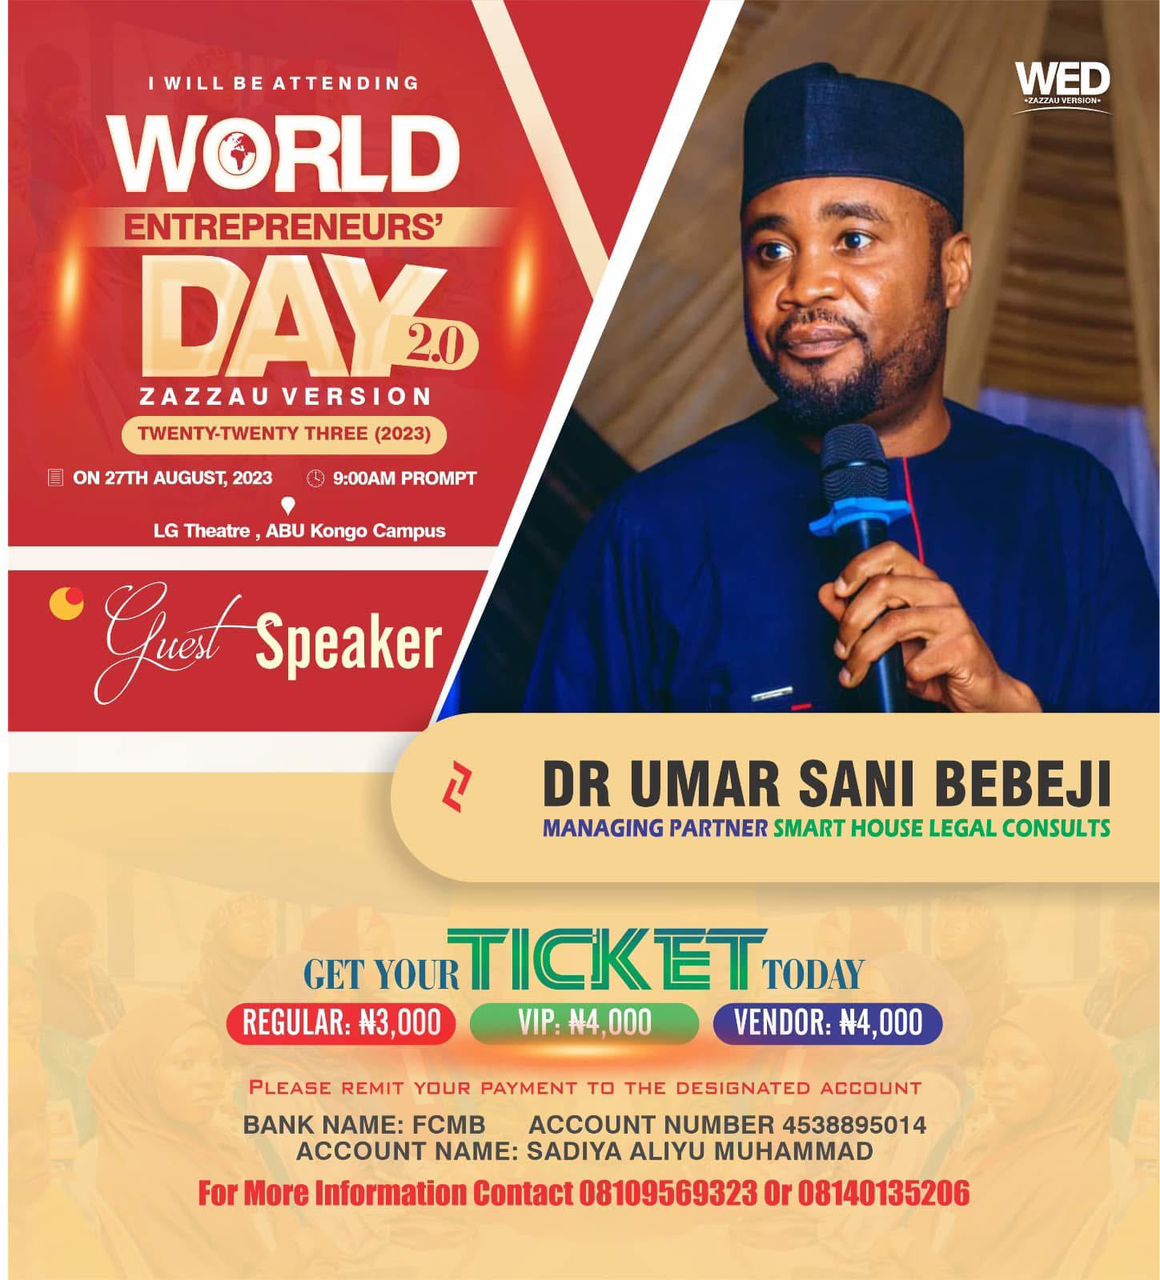 I WILL BE ATTENDING
WORLD
ENTREPRENEURS’
DAY 2.0
ZAZZAU VERSION
TWENTY-TWENTY THREE (2023)
ON 27TH AUGUST, 2023 9:00AM PROMPT
LG Theatre , ABU Kongo Campus
WED
•ZAZZAU VERSION•
Guest Speaker
DR UMAR SANI BEBEJI
MANAGING PARTNER SMART HOUSE LEGAL CONSULTS
GET YOUR TICKET TODAY
REGULAR: ₦3,000 VIP: ₦4,000 VENDOR: ₦4,000
PLEASE REMIT YOUR PAYMENT TO THE DESIGNATED ACCOUNT
BANK NAME: FCMB ACCOUNT NUMBER 4538895014
ACCOUNT NAME: SADIYA ALIYU MUHAMMAD
For More Information Contact 08109569323 Or 08140135206